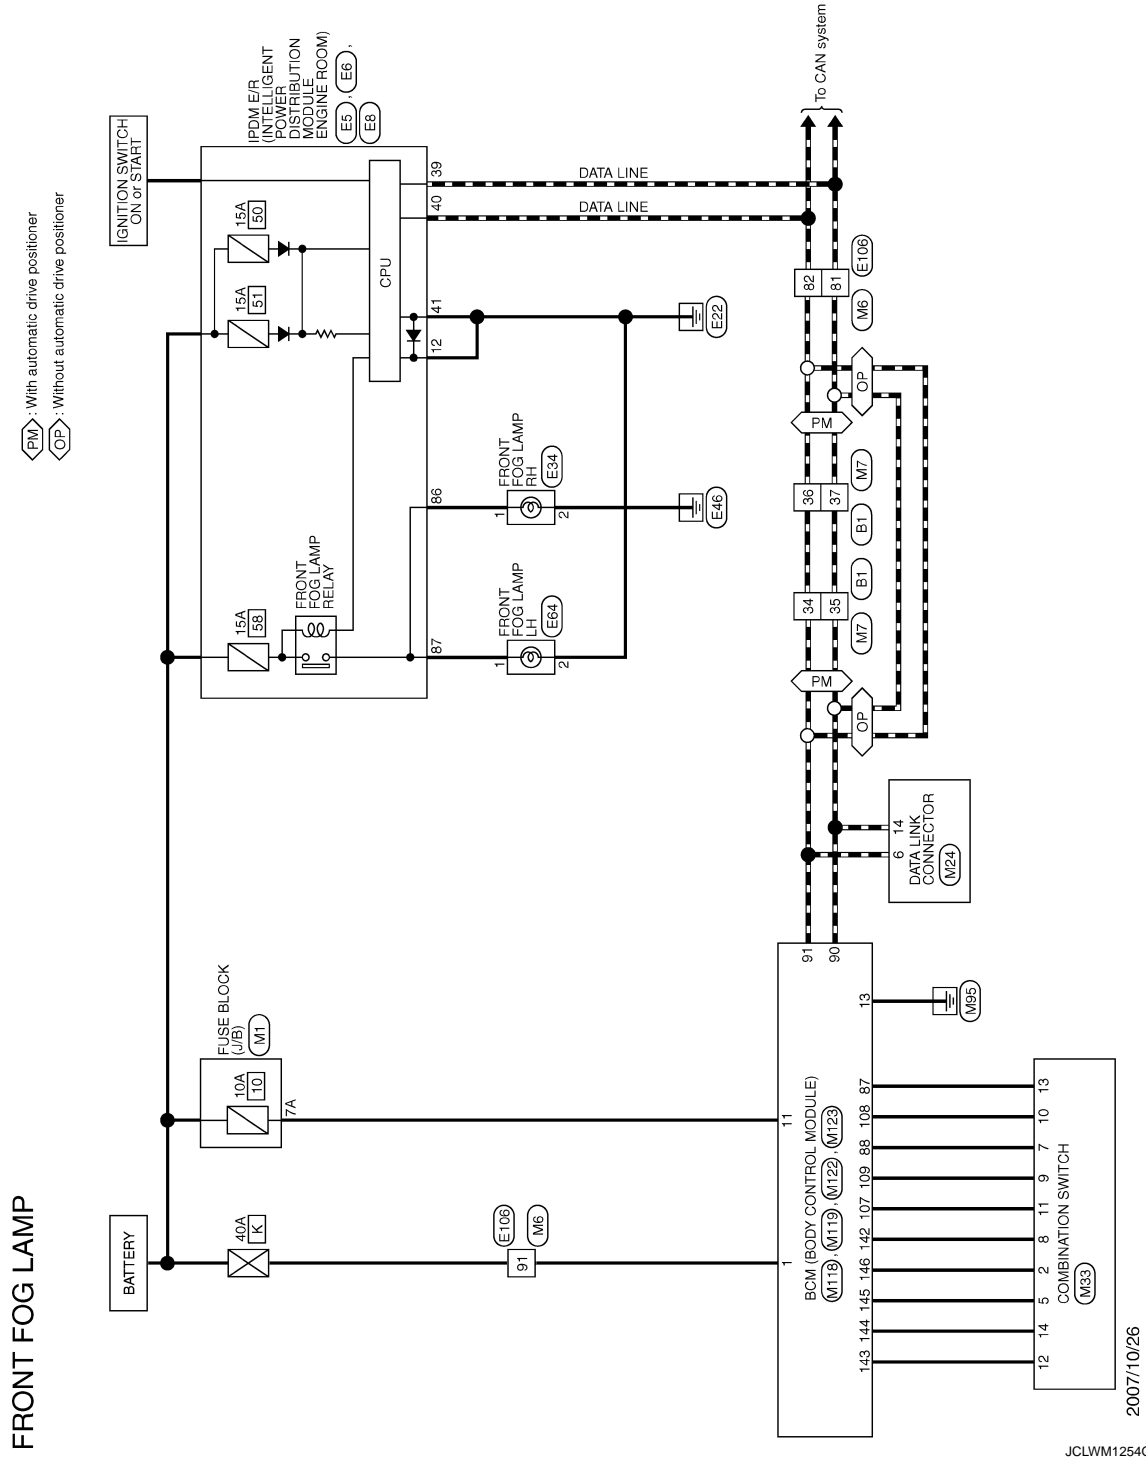 FRONT FOG LAMP
PM : With automatic drive positioner
OP : Without automatic drive positioner
BATTERY
IGNITION SWITCH
ON or START
40A
K
FUSE BLOCK
(J/B)
M1
10A
10
7A
15A
58
15A
51
15A
50
IPDM E/R
(INTELLIGENT
POWER
DISTRIBUTION
MODULE
ENGINE ROOM)
E5 , E6 ,
E8
FRONT
FOG LAMP
RELAY
CPU
87
86
12
41
40
39
DATA LINE
DATA LINE
E106
M6
91
FRONT
FOG LAMP
LH
E64
1
2
FRONT
FOG LAMP
RH
E34
1
2
E46
E22
To CAN system
1
11
BCM (BODY CONTROL MODULE)
M118 , M119 , M122 , M123
91
90
13
M95
143
144
145
146
142
107
109
88
108
87
12
14
5
2
8
11
9
7
10
13
COMBINATION SWITCH
M33
6
14
DATA LINK
CONNECTOR
M24
PM
OP
34
35
M7
B1
36
37
B1
M7
PM
OP
82
81
M6
E106
2007/10/26